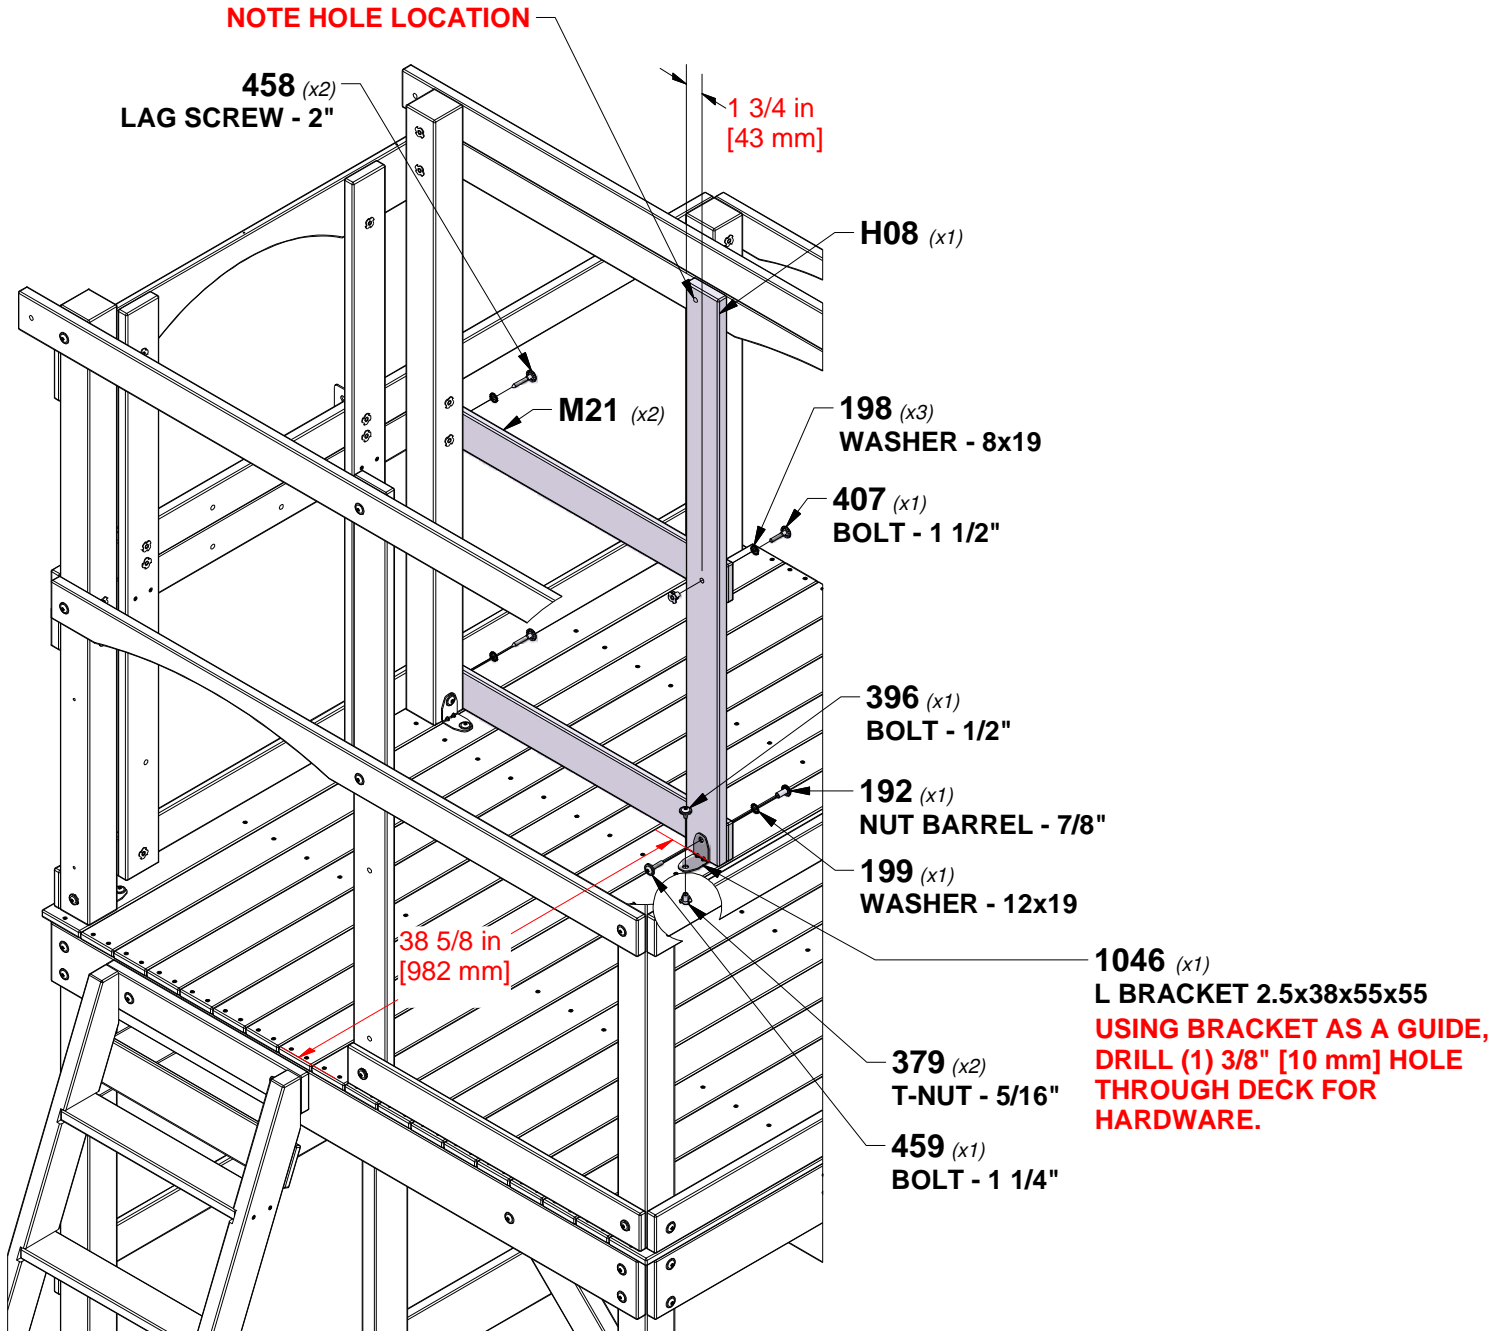 NOTE HOLE LOCATION
458 (x2)
LAG SCREW - 2"
1 3/4 in
[43 mm]
H08 (x1)
M21 (x2)
198 (x3)
WASHER - 8x19
407 (x1)
BOLT - 1 1/2"
396 (x1)
BOLT - 1/2"
192 (x1)
NUT BARREL - 7/8"
199 (x1)
WASHER - 12x19
38 5/8 in
[982 mm]
1046 (x1)
L BRACKET 2.5x38x55x55
USING BRACKET AS A GUIDE,
DRILL (1) 3/8" [10 mm] HOLE
THROUGH DECK FOR
HARDWARE.
379 (x2)
T-NUT - 5/16"
459 (x1)
BOLT - 1 1/4"